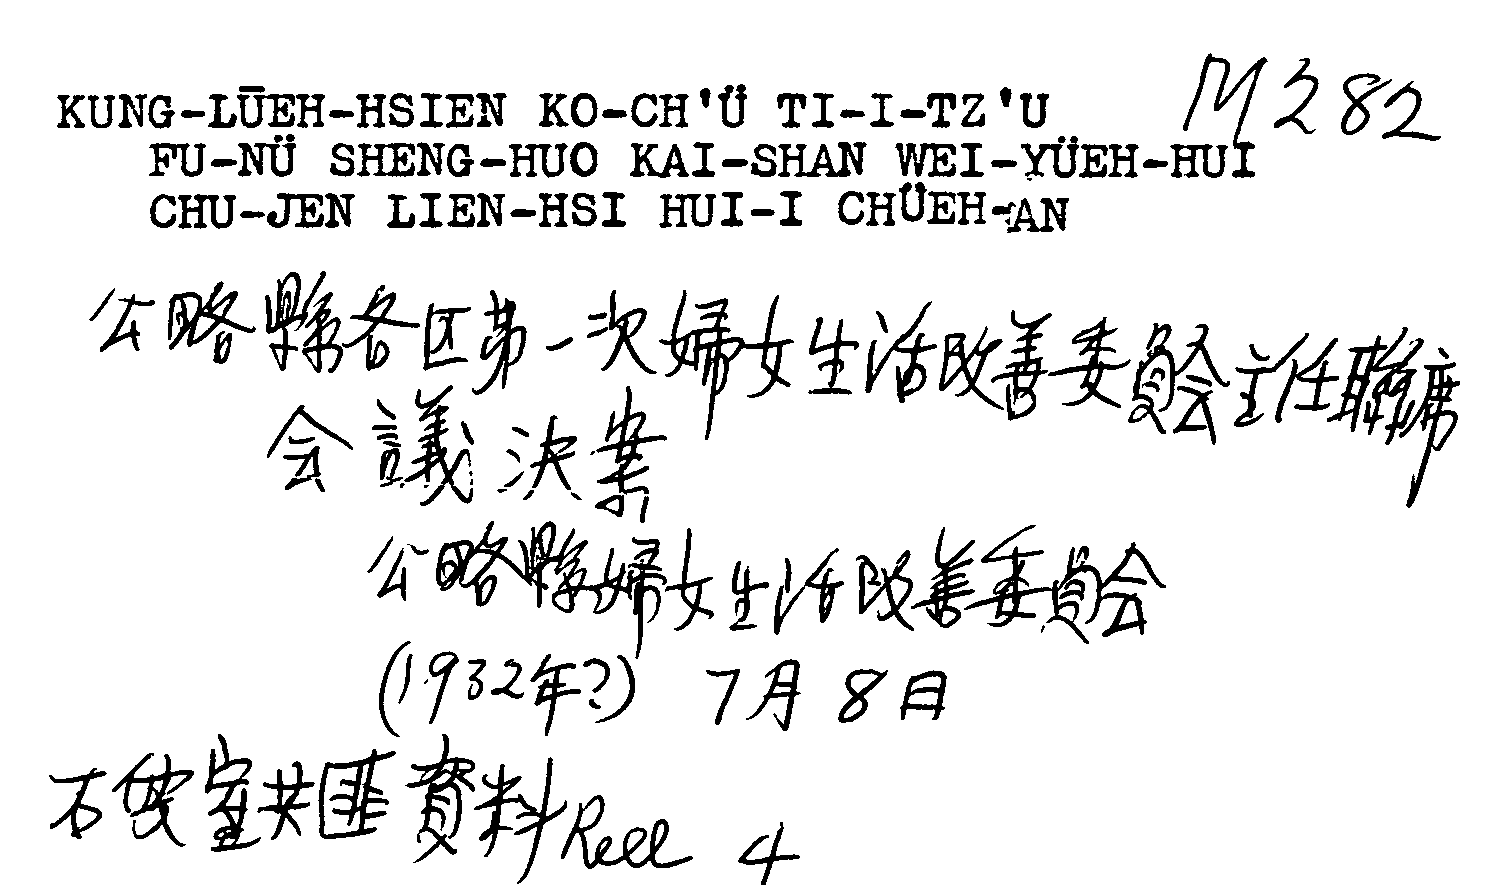 KUNG-LÜEH-HSIEN KO-CH'Ü TI-I-TZ'U M282
FU-NÜ SHENG-HUO KAI-SHAN WEI-YÜEH-HUI
CHU-JEN LIEN-HSI HUI-I CHÜEH-AN
公略縣各区第一次婦女生活改善委員会主任聯席
会議決案
公略縣婦女生活改善委員会
(1932年?) 7月8日
石叟室共匪資料 Reel 4